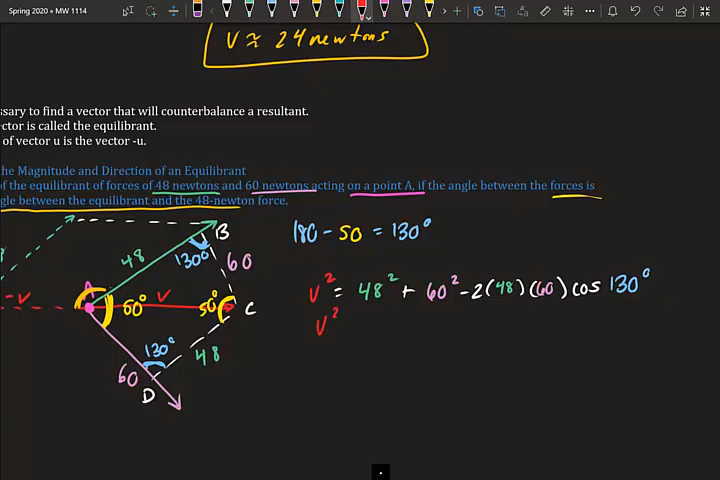 Spring 2020 » MW 1114
V ≈ 24 newtons
ssary to find a vector that will counterbalance a resultant.
ctor is called the equilibrant.
of vector u is the vector -u.
he Magnitude and Direction of an Equilibrant
of the equilibrant of forces of 48 newtons and 60 newtons acting on a point A, if the angle between the forces is
gle between the equilibrant and the 48-newton force.
B
48
130°
60
180 - 50 = 130°
A
-V
50°
V
50°
C
V² = 48² + 60² - 2(48)(60) cos 130°
V²
130°
48
60
D